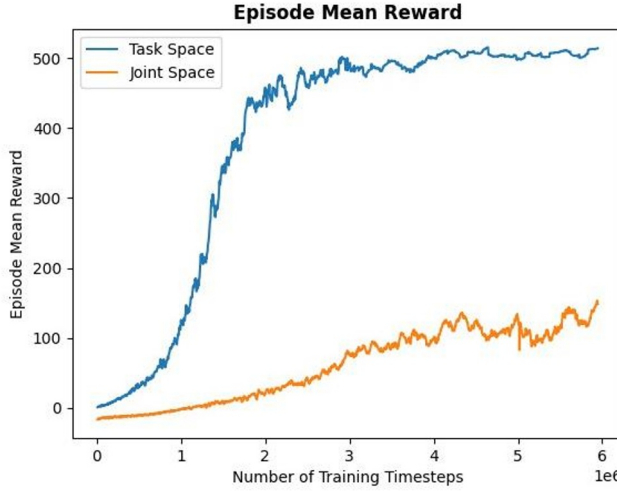 Episode Mean Reward
Task Space
Joint Space
Episode Mean Reward
500
400
300
200
100
0
0 1 2 3 4 5 6
1e6
Number of Training Timesteps